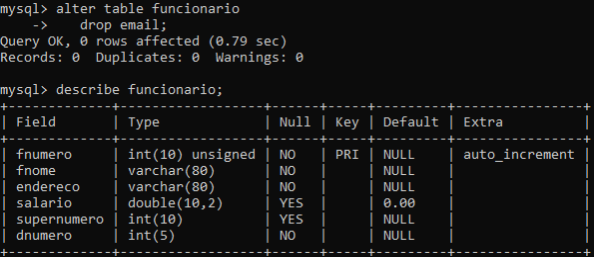 mysql> alter table funcionario
    ->     drop email;
Query OK, 0 rows affected (0.79 sec)
Records: 0  Duplicates: 0  Warnings: 0

mysql> describe funcionario;
+-------------+------------------+------+-----+---------+----------------+
| Field       | Type             | Null | Key | Default | Extra          |
+-------------+------------------+------+-----+---------+----------------+
| fnumero     | int(10) unsigned | NO   | PRI | NULL    | auto_increment |
| fnome       | varchar(80)      | NO   |     | NULL    |                |
| endereco    | varchar(80)      | NO   |     | NULL    |                |
| salario     | double(10,2)     | YES  |     | 0.00    |                |
| supernumero | int(10)          | YES  |     | NULL    |                |
| dnumero     | int(5)           | NO   |     | NULL    |                |
+-------------+------------------+------+-----+---------+----------------+